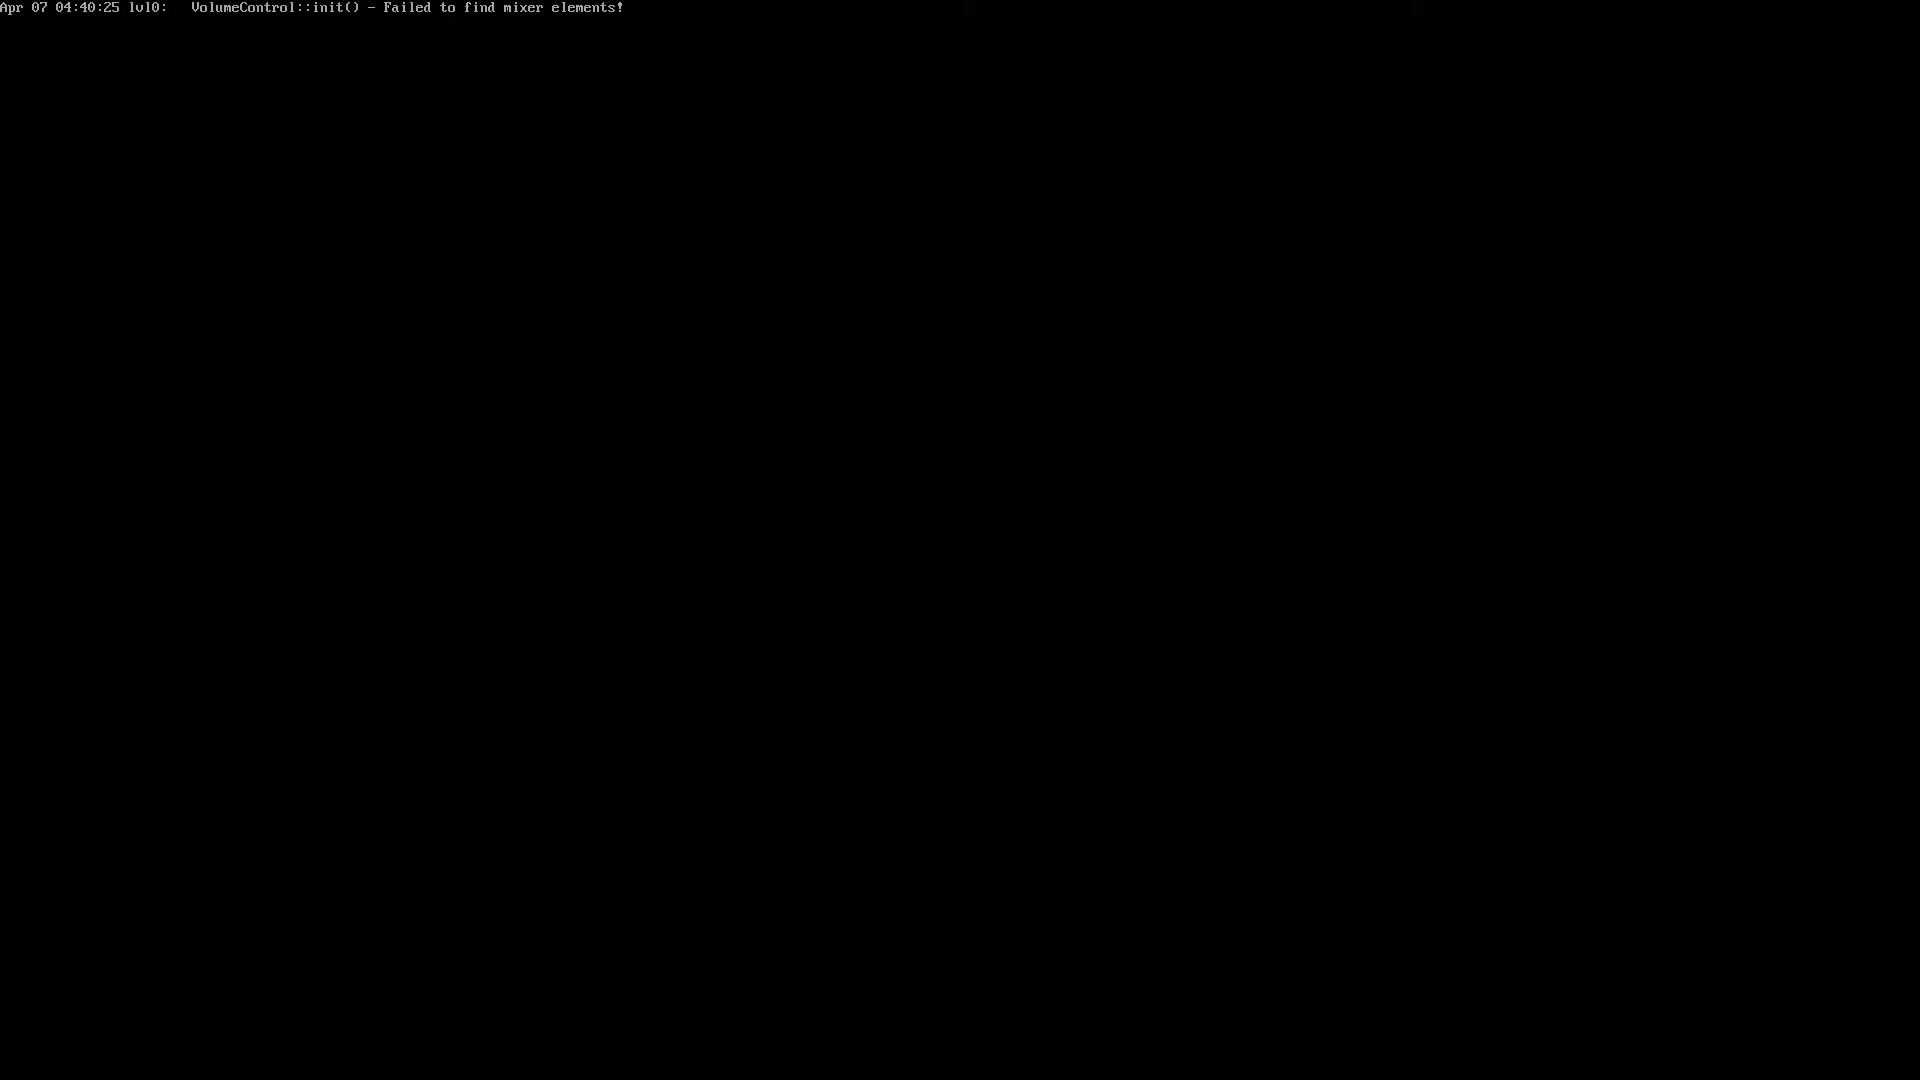 Apr 07 04:40:25 lvl0:   VolumeControl::init() - Failed to find mixer elements!